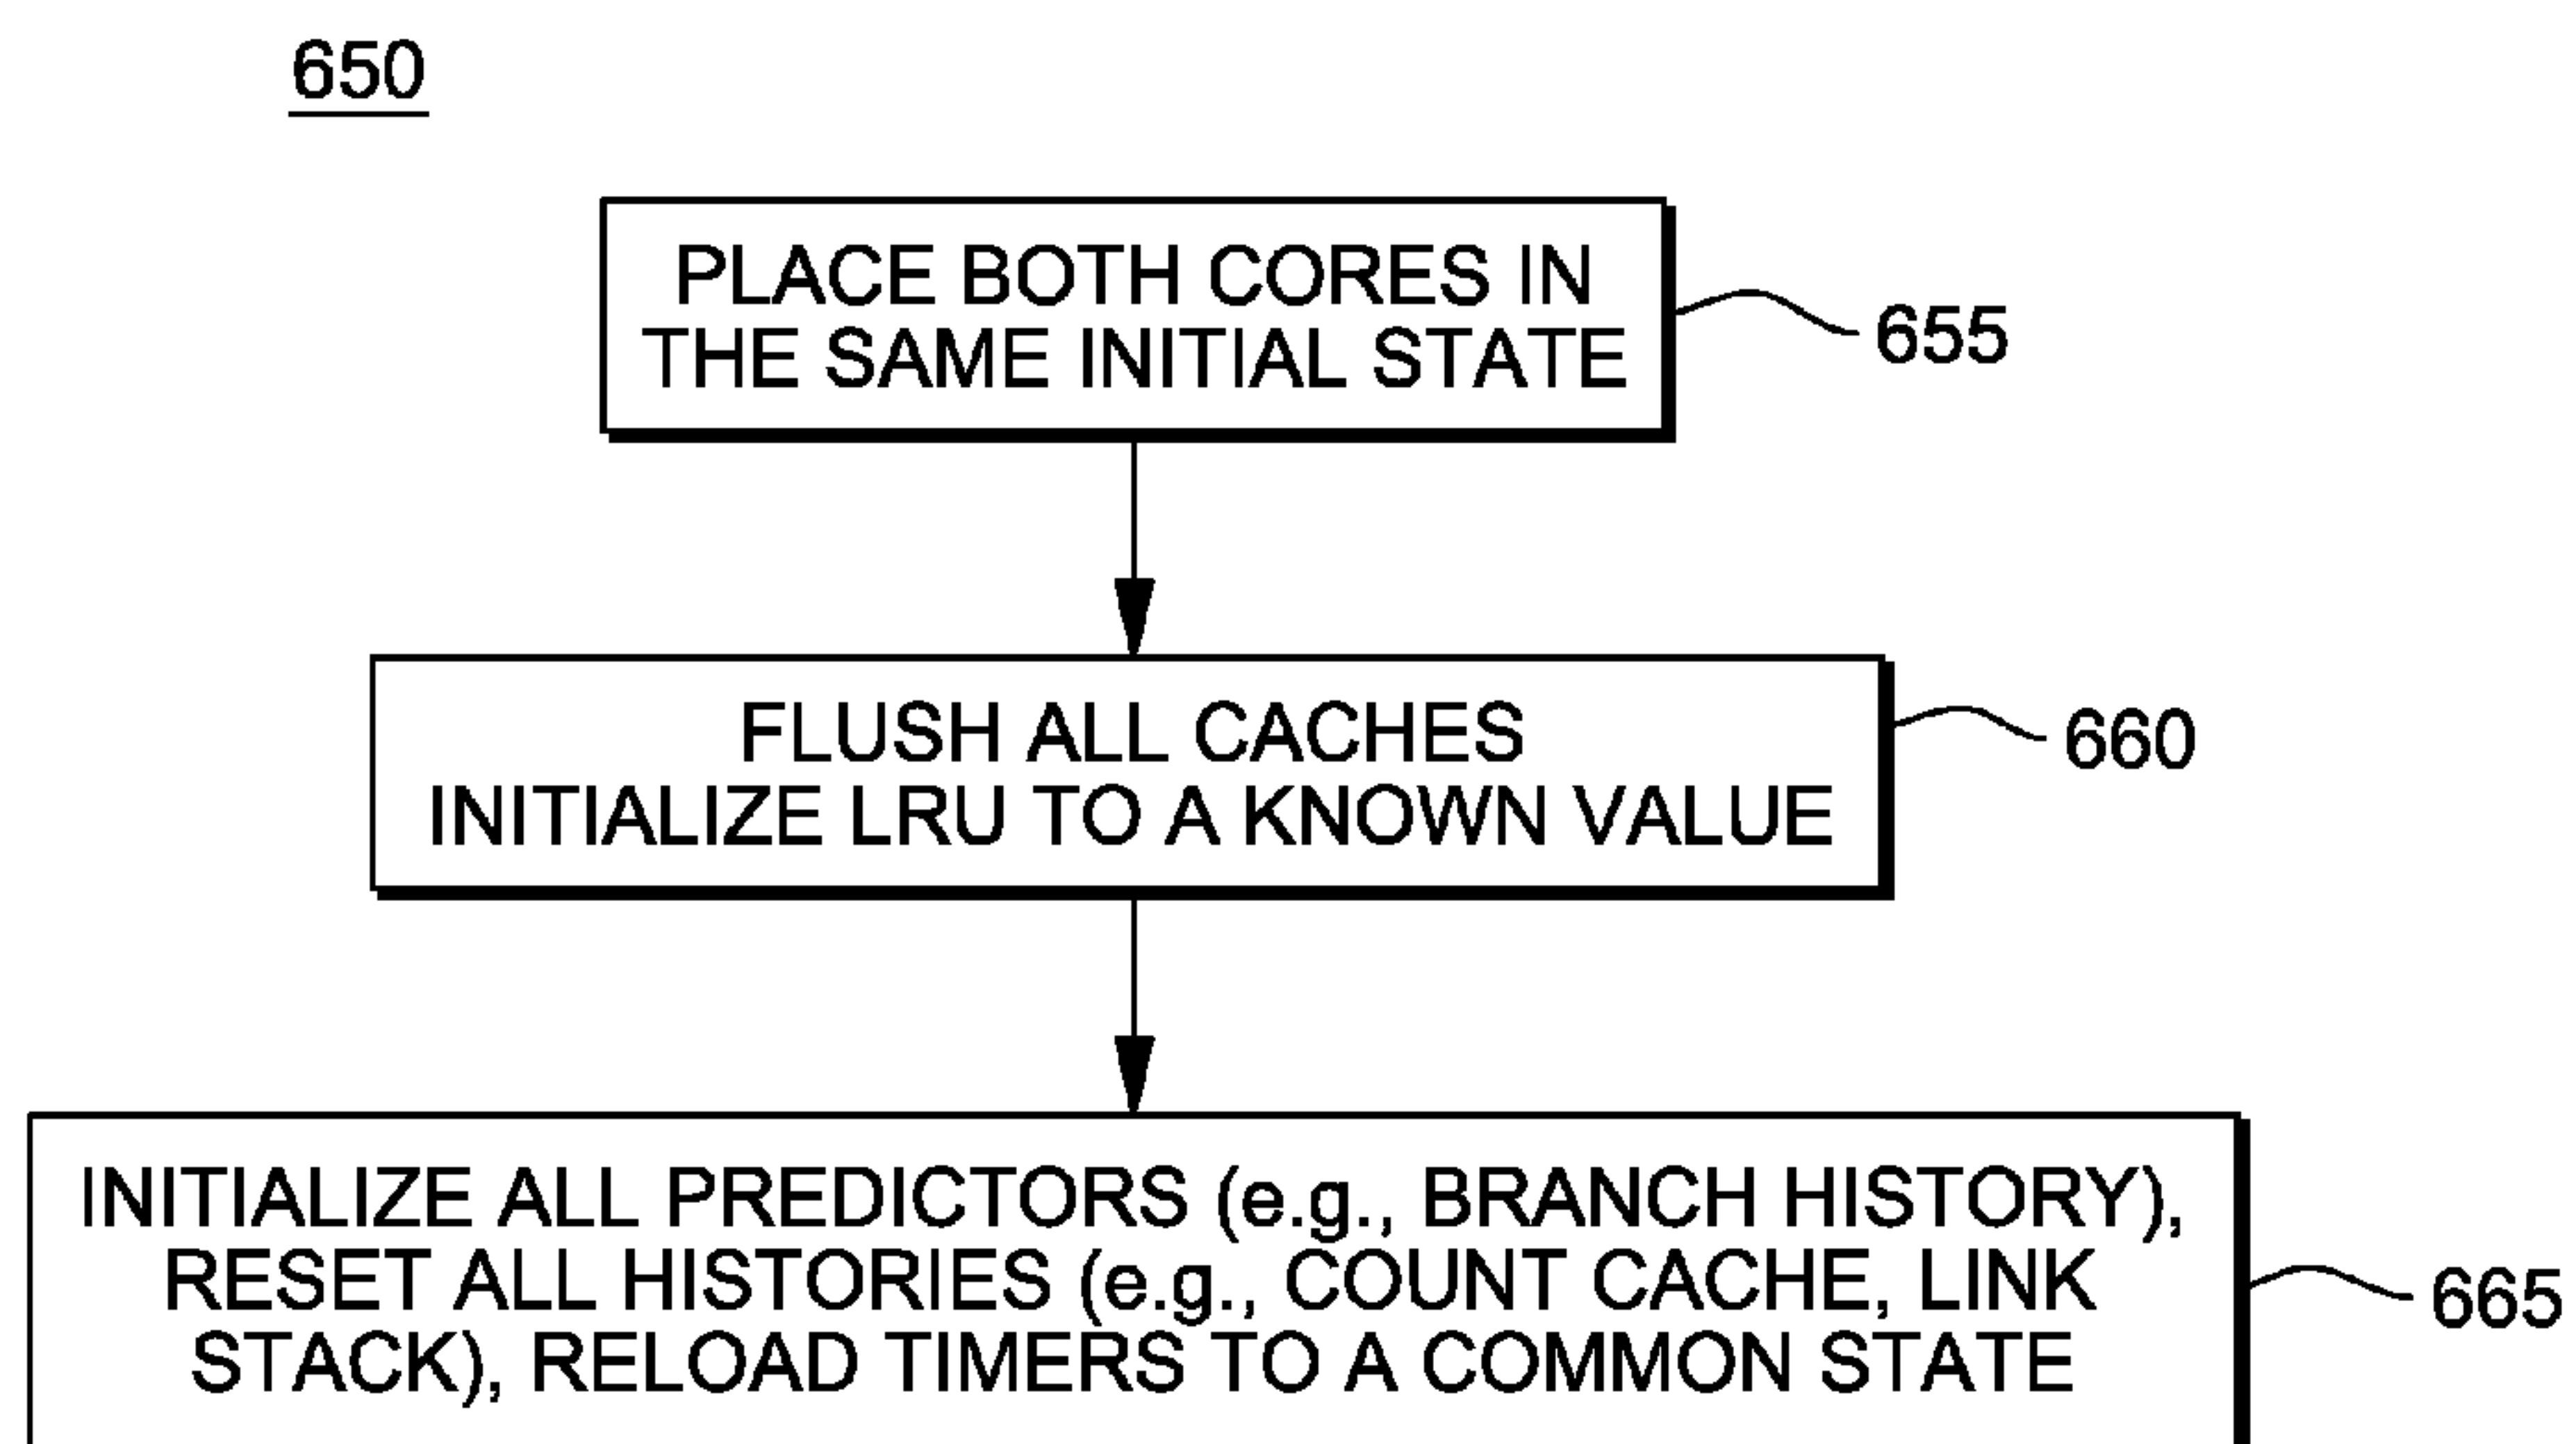 650
PLACE BOTH CORES IN
THE SAME INITIAL STATE
655
FLUSH ALL CACHES
INITIALIZE LRU TO A KNOWN VALUE
660
INITIALIZE ALL PREDICTORS (e.g., BRANCH HISTORY),
RESET ALL HISTORIES (e.g., COUNT CACHE, LINK
STACK), RELOAD TIMERS TO A COMMON STATE
665